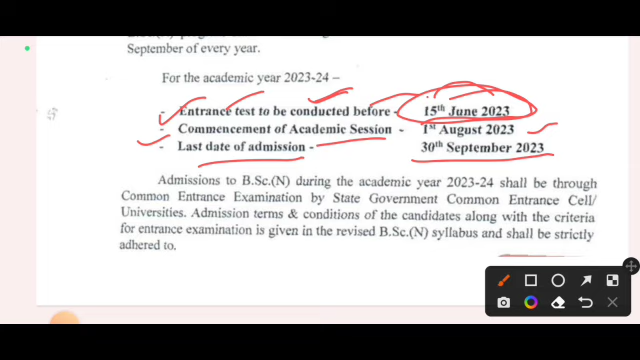 September of every year.
For the academic year 2023-24 –
- Entrance test to be conducted before - 15th June 2023
- Commencement of Academic Session - 1st August 2023
- Last date of admission - 30th September 2023
Admissions to B.Sc.(N) during the academic year 2023-24 shall be through
Common Entrance Examination by State Government Common Entrance Cell/
Universities. Admission terms & conditions of the candidates along with the criteria
for entrance examination is given in the revised B.Sc.(N) syllabus and shall be strictly
adhered to.